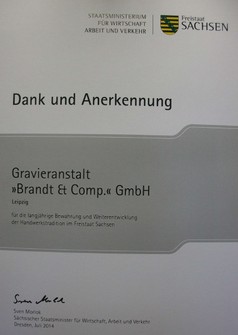 STAATSMINISTERIUM
FÜR WIRTSCHAFT
ARBEIT UND VERKEHR
Freistaat
SACHSEN
Dank und Anerkennung
Gravieranstalt
»Brandt & Comp.« GmbH
Leipzig
für die langjährige Bewahrung und Weiterentwicklung
der Handwerkstradition im Freistaat Sachsen
Sven Morlok
Sächsischer Staatsminister für Wirtschaft, Arbeit und Verkehr
Dresden, Juli 2014